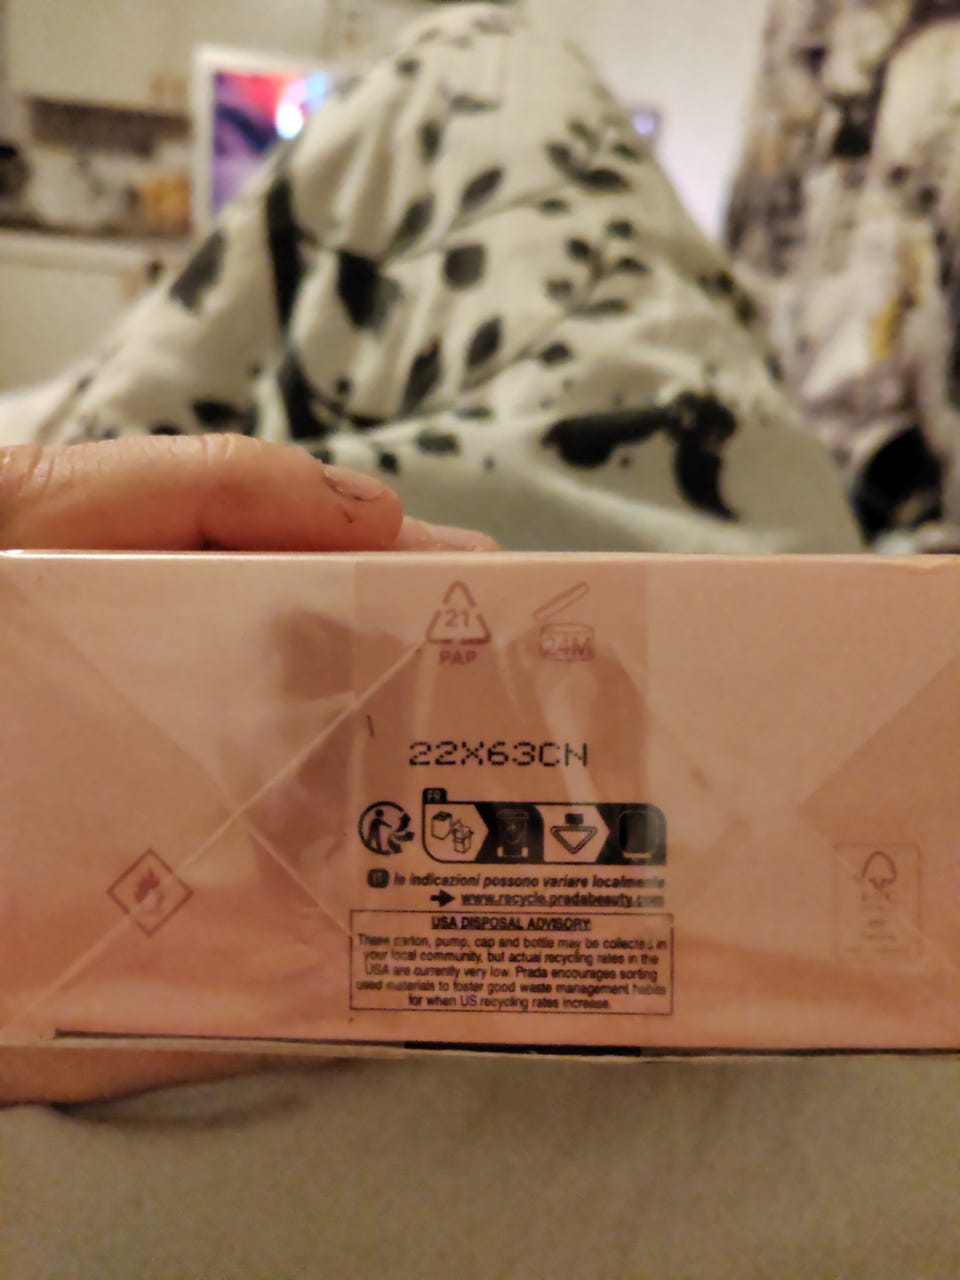 21
PAP
24M
22X63CN
FR
IT le indicazioni possono variare localmente
www.recycle.pradabeauty.com
USA DISPOSAL ADVISORY:
These carton, pump, cap and bottle may be collected in
your local community, but actual recycling rates in the
USA are currently very low. Prada encourages sorting
used materials to foster good waste management habits
for when US recycling rates increase.